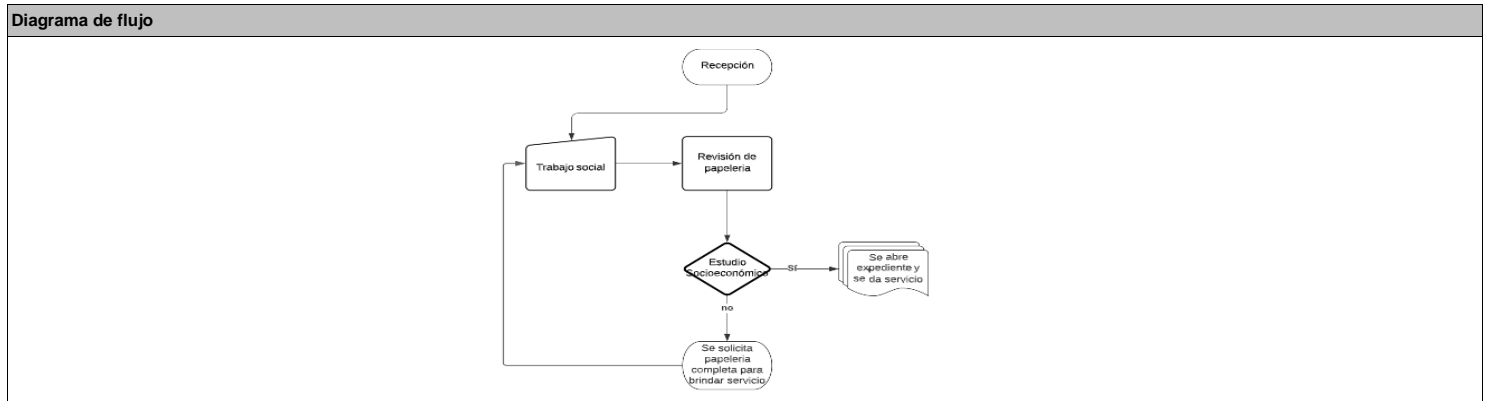 Diagrama de flujo
Recepción
Trabajo social
Revisión de
papeleria
Estudio
Socioeconómico
Sí
Se abre
expediente y
se da servicio
no
Se solicita
papeleria
completa para
brindar servicio